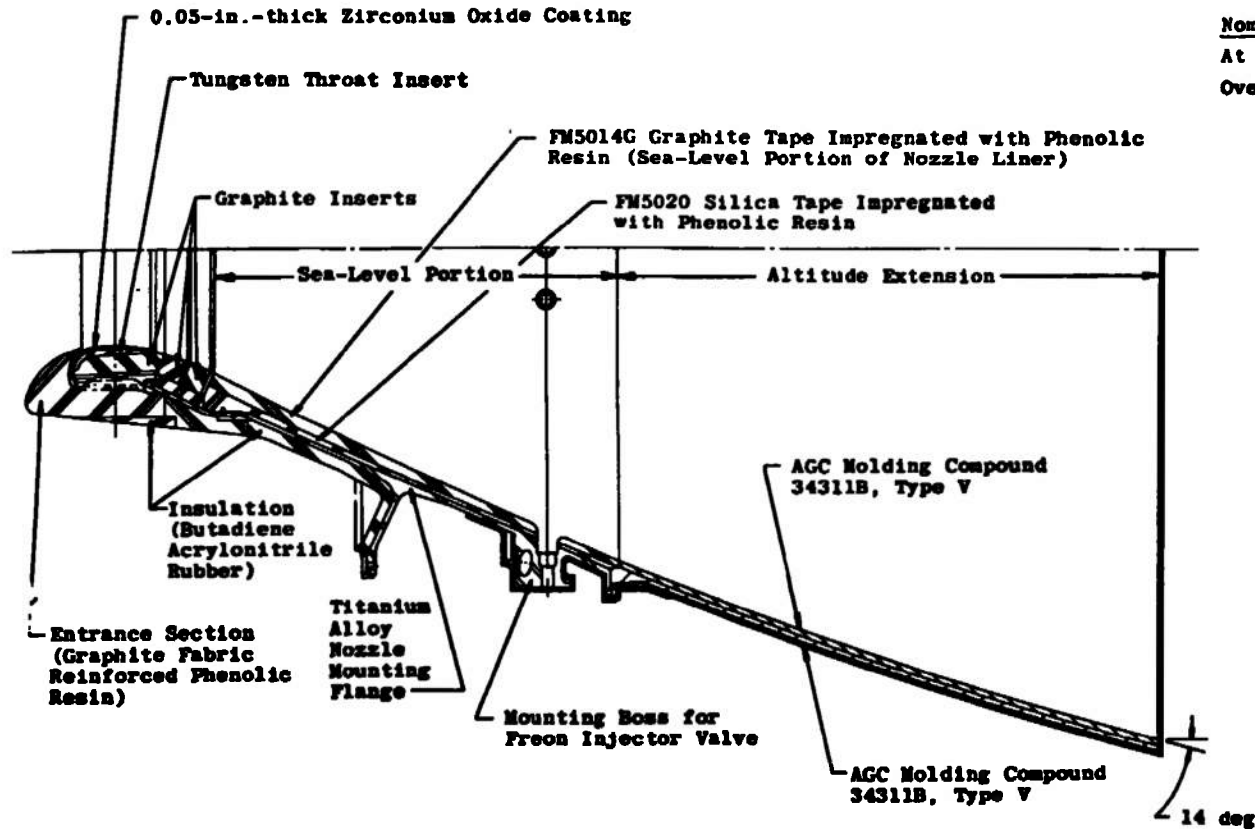 0.05-in.-thick Zirconium Oxide Coating
Tungsten Throat Insert
Nom
At
Ove
FM5014G Graphite Tape Impregnated with Phenolic
Resin (Sea-Level Portion of Nozzle Liner)
Graphite Inserts
FM5020 Silica Tape Impregnated
with Phenolic Resin
Sea-Level Portion
Altitude Extension
AGC Molding Compound
34311B, Type V
Insulation
(Butadiene
Acrylonitrile
Rubber)
Titanium
Alloy
Nozzle
Mounting
Flange
Entrance Section
(Graphite Fabric
Reinforced Phenolic
Resin)
Mounting Boss for
Freon Injector Valve
AGC Molding Compound
34311B, Type V
14 deg